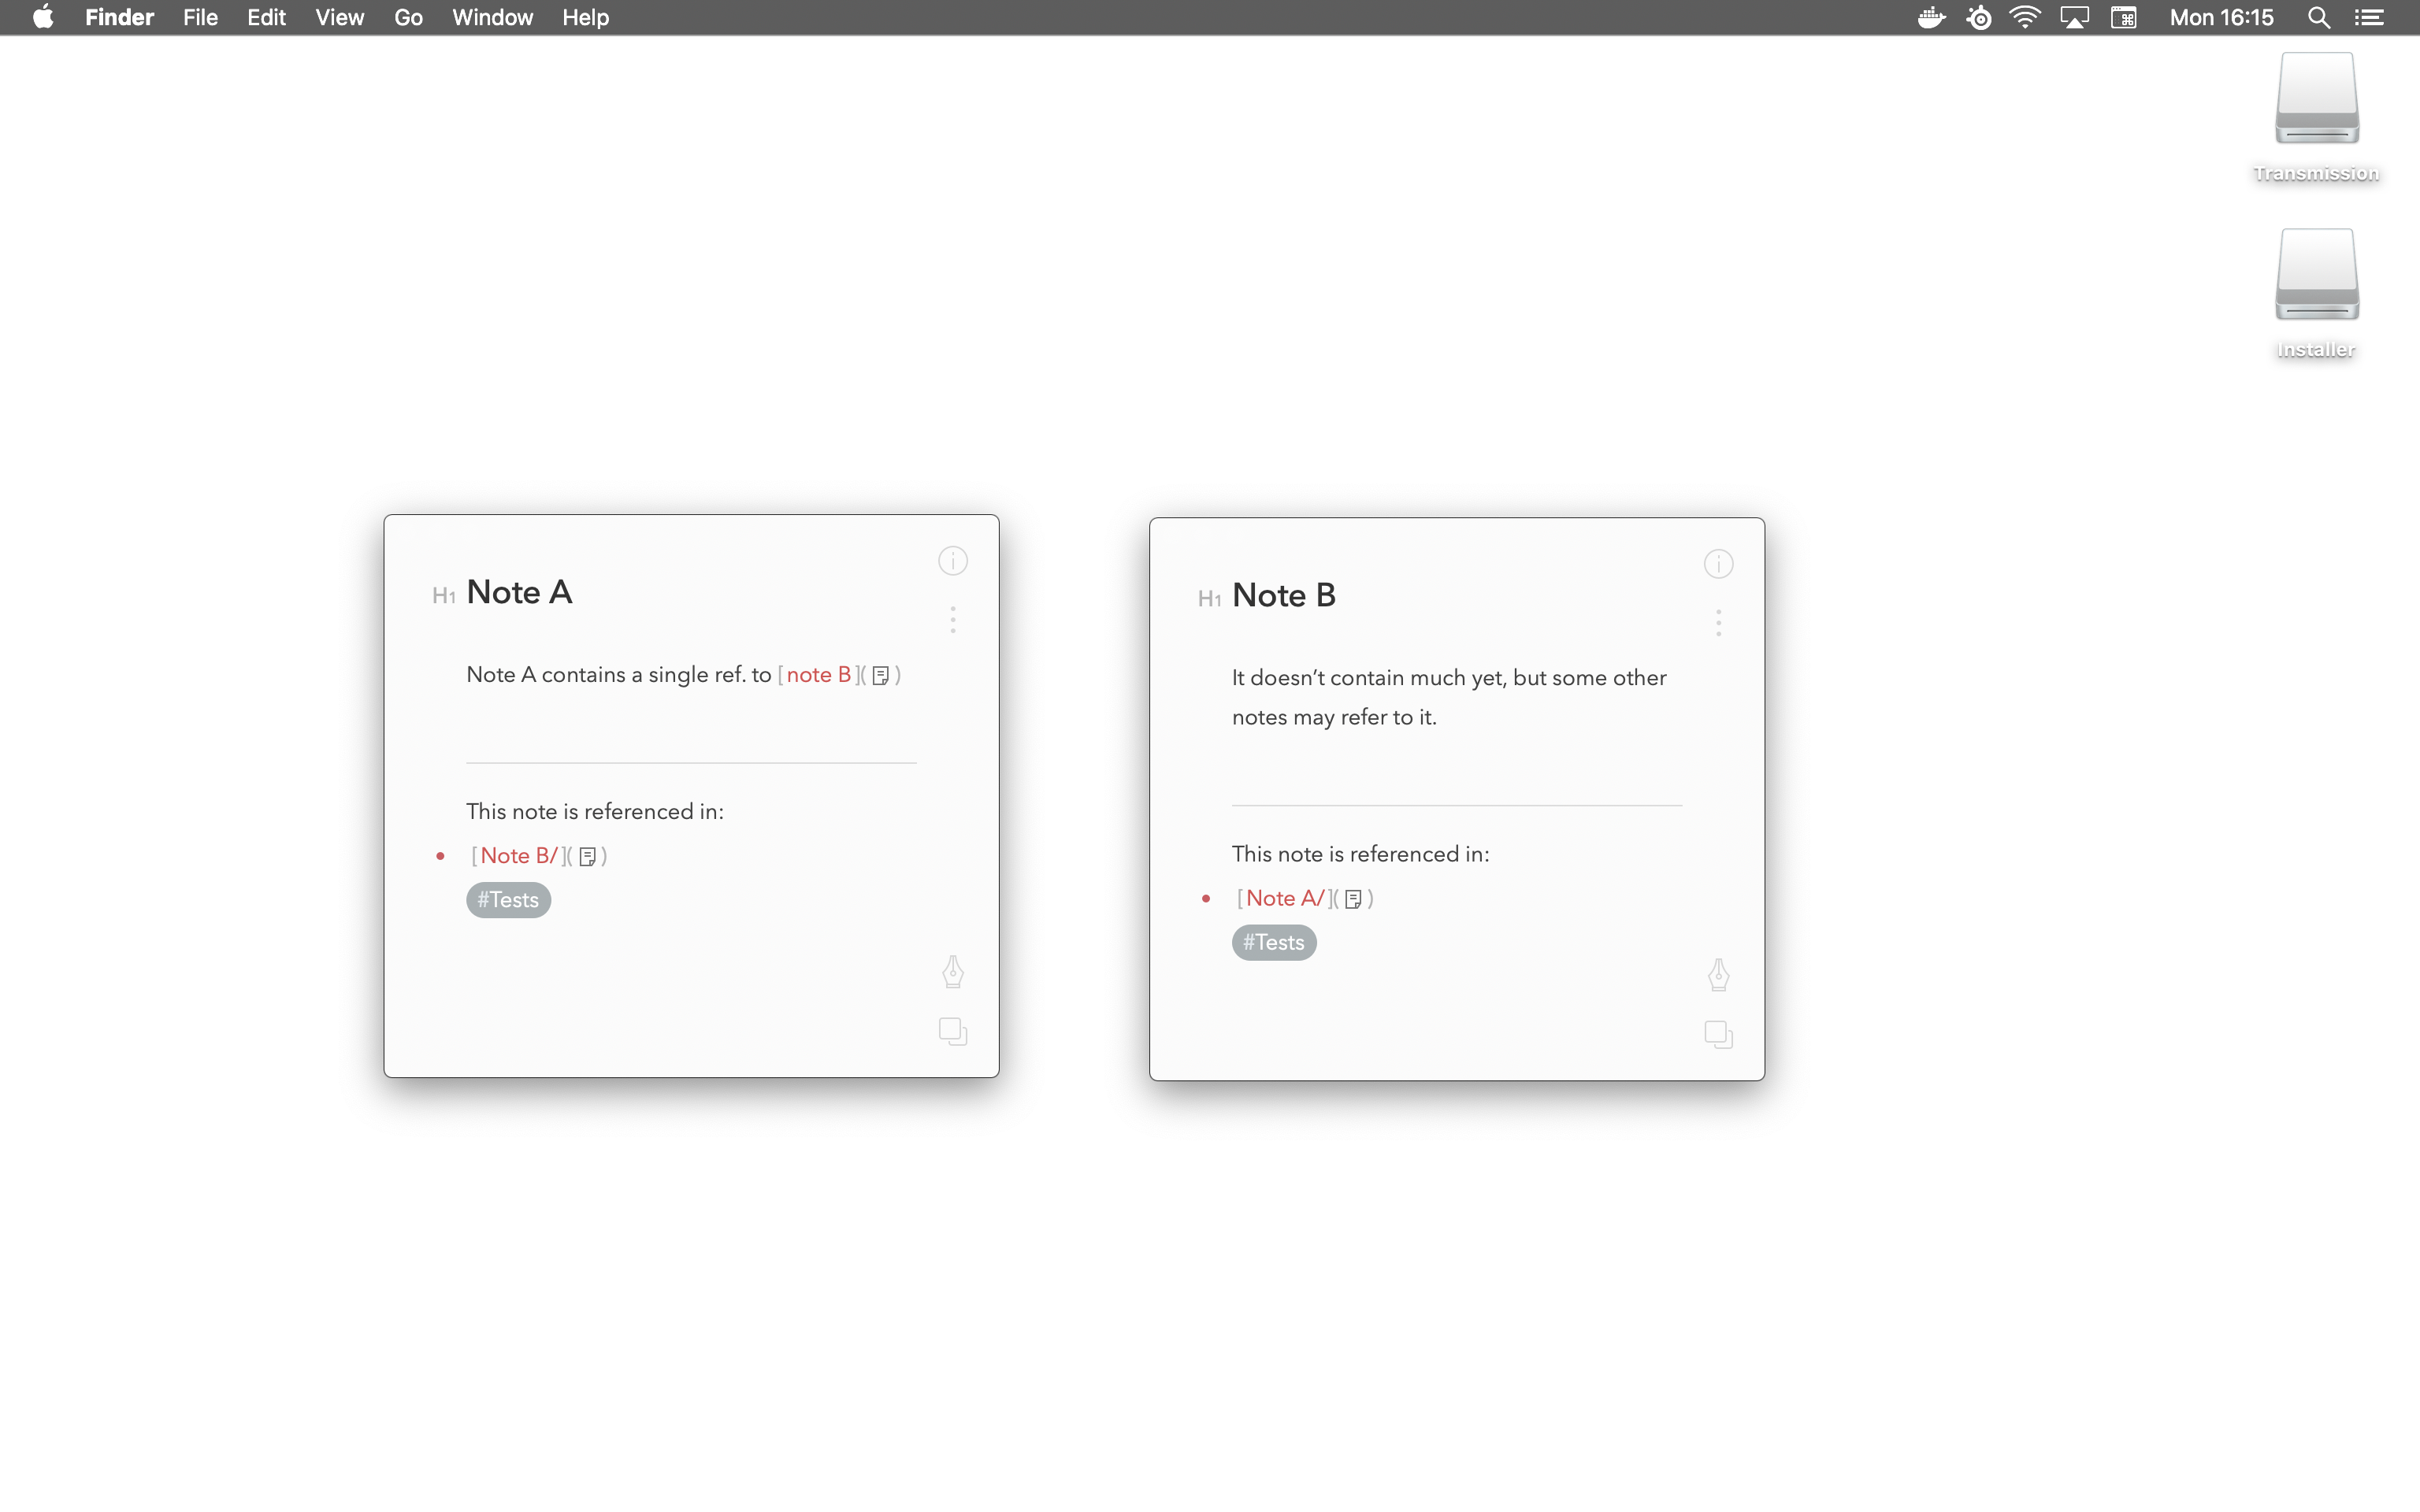 Finder File Edit View Go Window Help Mon 16:15
Transmission
Installer
H1 Note A
Note A contains a single ref. to [note B]( )
This note is referenced in:
• [Note B/]( )
#Tests
H1 Note B
It doesn’t contain much yet, but some other
notes may refer to it.
This note is referenced in:
• [Note A/]( )
#Tests